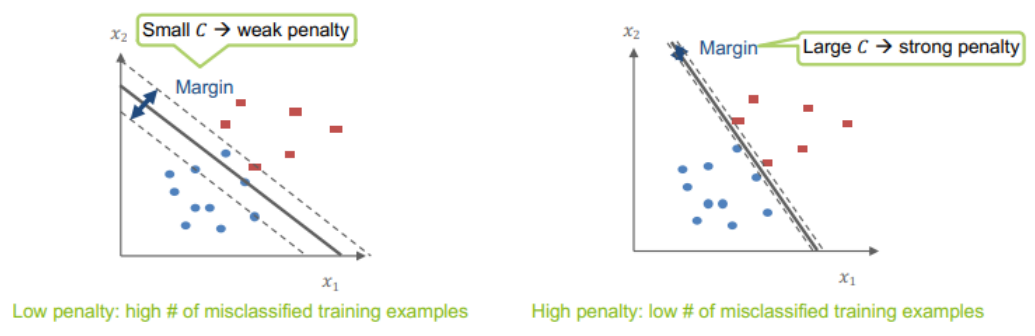 Small C → weak penalty
x₂
Margin
x₁
Low penalty: high # of misclassified training examples
x₂
Margin
Large C → strong penalty
x₁
High penalty: low # of misclassified training examples